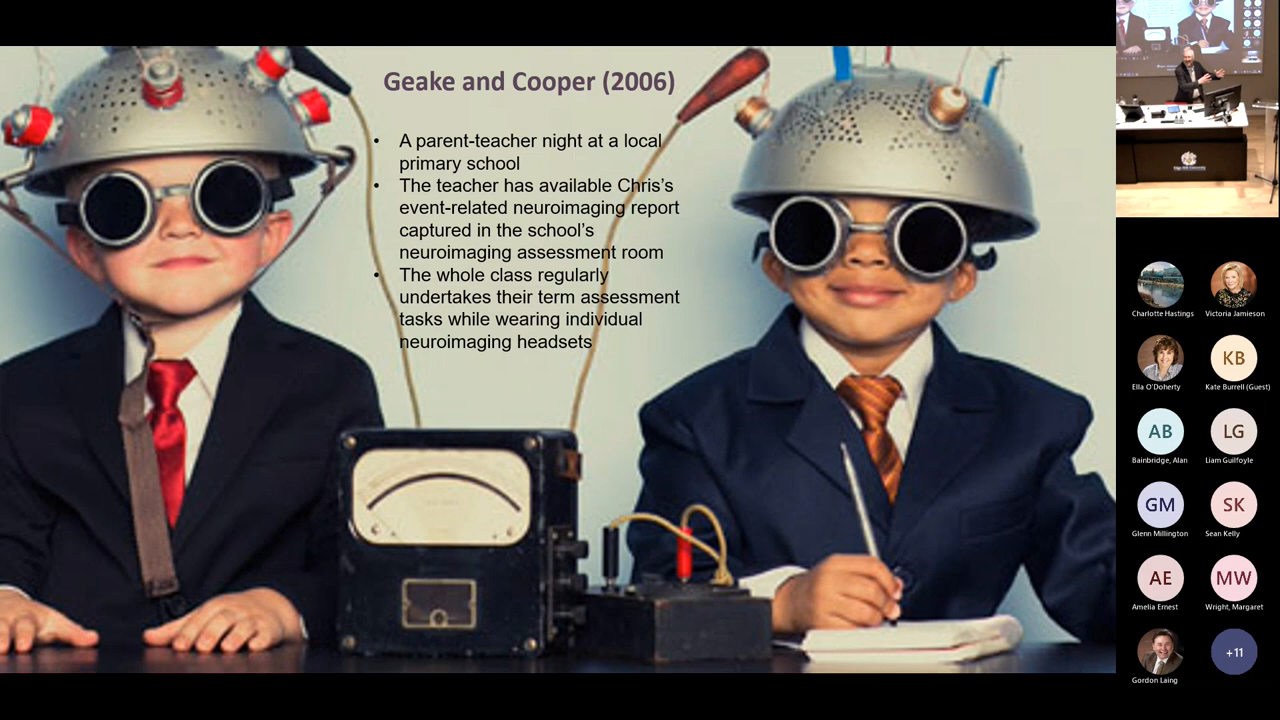 Geake and Cooper (2006)
• A parent-teacher night at a local
primary school
• The teacher has available Chris’s
event-related neuroimaging report
captured in the school’s
neuroimaging assessment room
• The whole class regularly
undertakes their term assessment
tasks while wearing individual
neuroimaging headsets
Edge Hill University
Charlotte Hastings
Victoria Jamieson
Ella O'Doherty
KB
Kate Burrell (Guest)
AB
Bainbridge, Alan
LG
Liam Guilfoyle
GM
Glenn Millington
SK
Sean Kelly
AE
Amelia Ernest
MW
Wright, Margaret
Gordon Laing
+11